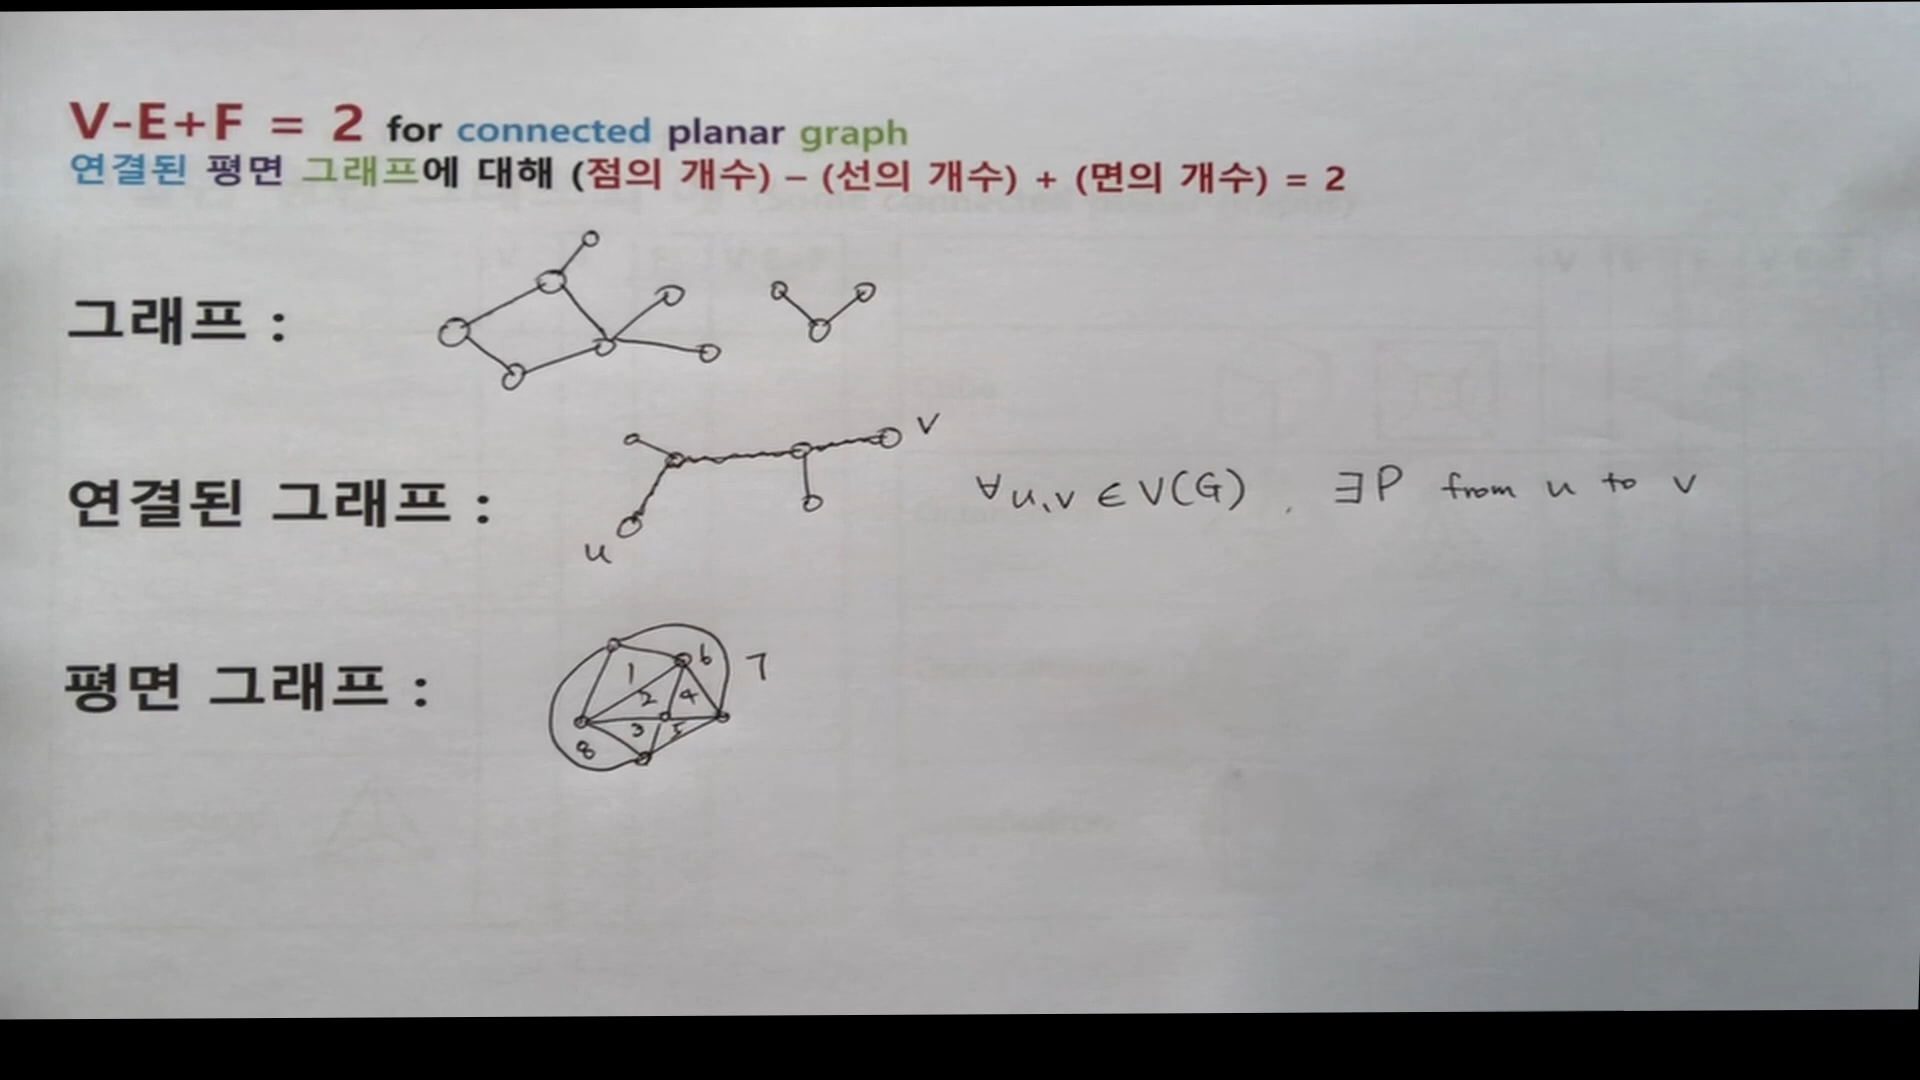 V-E+F = 2 for connected planar graph
연결된 평면 그래프에 대해 (점의 개수) – (선의 개수) + (면의 개수) = 2
그래프 :
연결된 그래프 :
u
v
∀u,v ∈ V(G) , ∃P from u to v
평면 그래프 :
1
6
7
2
4
3
5
8